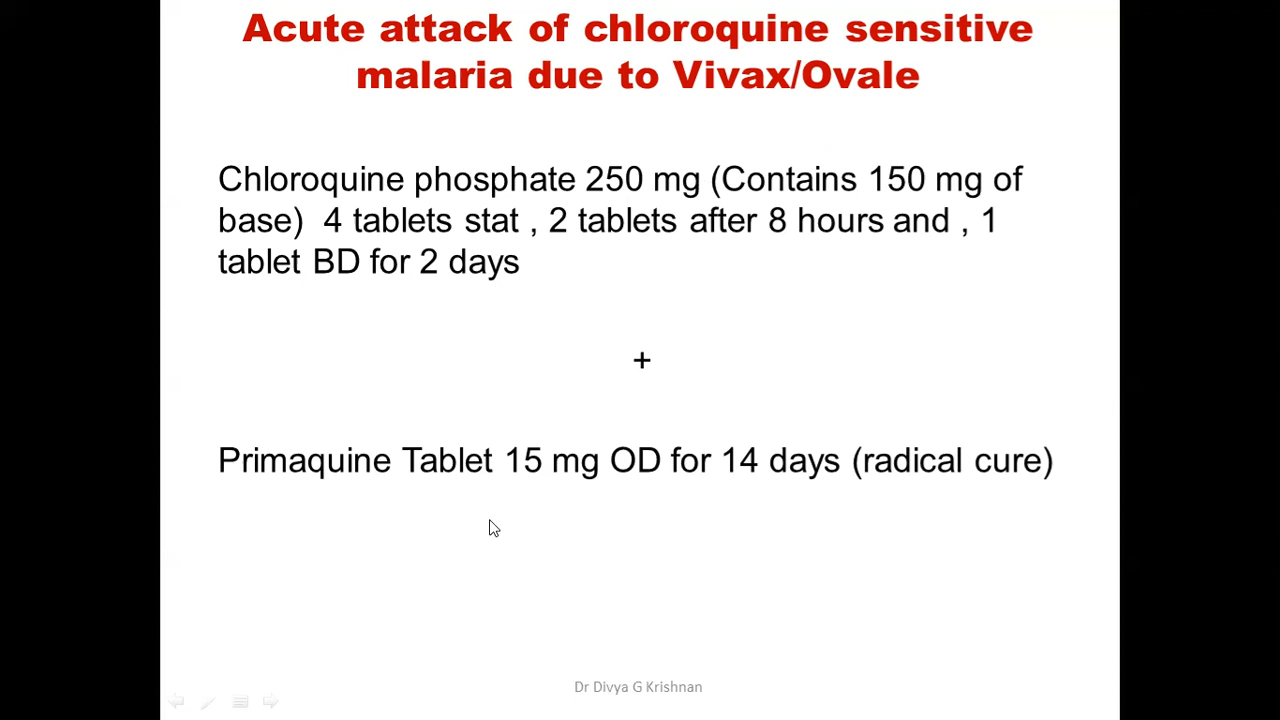 Acute attack of chloroquine sensitive
malaria due to Vivax/Ovale
Chloroquine phosphate 250 mg (Contains 150 mg of
base)  4 tablets stat , 2 tablets after 8 hours and , 1
tablet BD for 2 days
+
Primaquine Tablet 15 mg OD for 14 days (radical cure)
Dr Divya G Krishnan